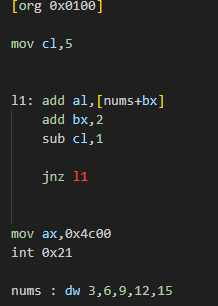 [org 0x0100]
mov cl,5
l1: add al,[nums+bx]
add bx,2
sub cl,1
jnz l1
mov ax,0x4c00
int 0x21
nums : dw 3,6,9,12,15